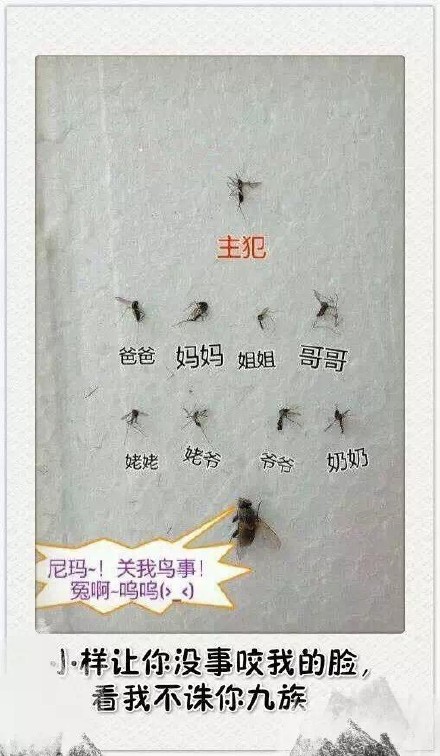 主犯
爸爸 妈妈 姐姐 哥哥
姥姥 姥爷 爷爷 奶奶
尼玛~！关我鸟事！
冤啊~呜呜(>_<)
小样让你没事咬我的脸，
看我不诛你九族